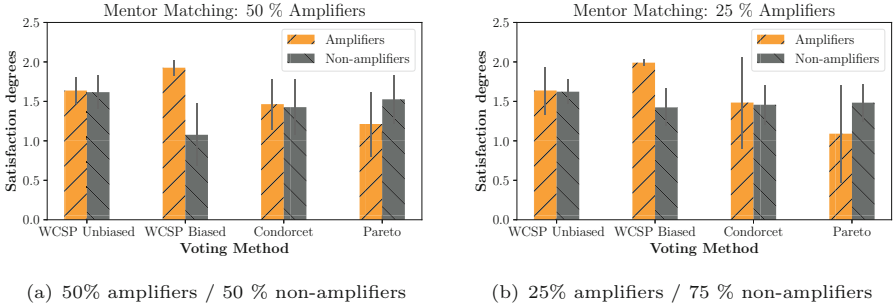 Mentor Matching: 50 % Amplifiers
2.5
2.0
1.5
1.0
0.5
0.0
Satisfaction degrees
Amplifiers
Non-amplifiers
WCSP Unbiased WCSP Biased Condorcet Pareto
Voting Method
(a) 50% amplifiers / 50 % non-amplifiers
Mentor Matching: 25 % Amplifiers
2.5
2.0
1.5
1.0
0.5
0.0
Satisfaction degrees
Amplifiers
Non-amplifiers
WCSP Unbiased WCSP Biased Condorcet Pareto
Voting Method
(b) 25% amplifiers / 75 % non-amplifiers